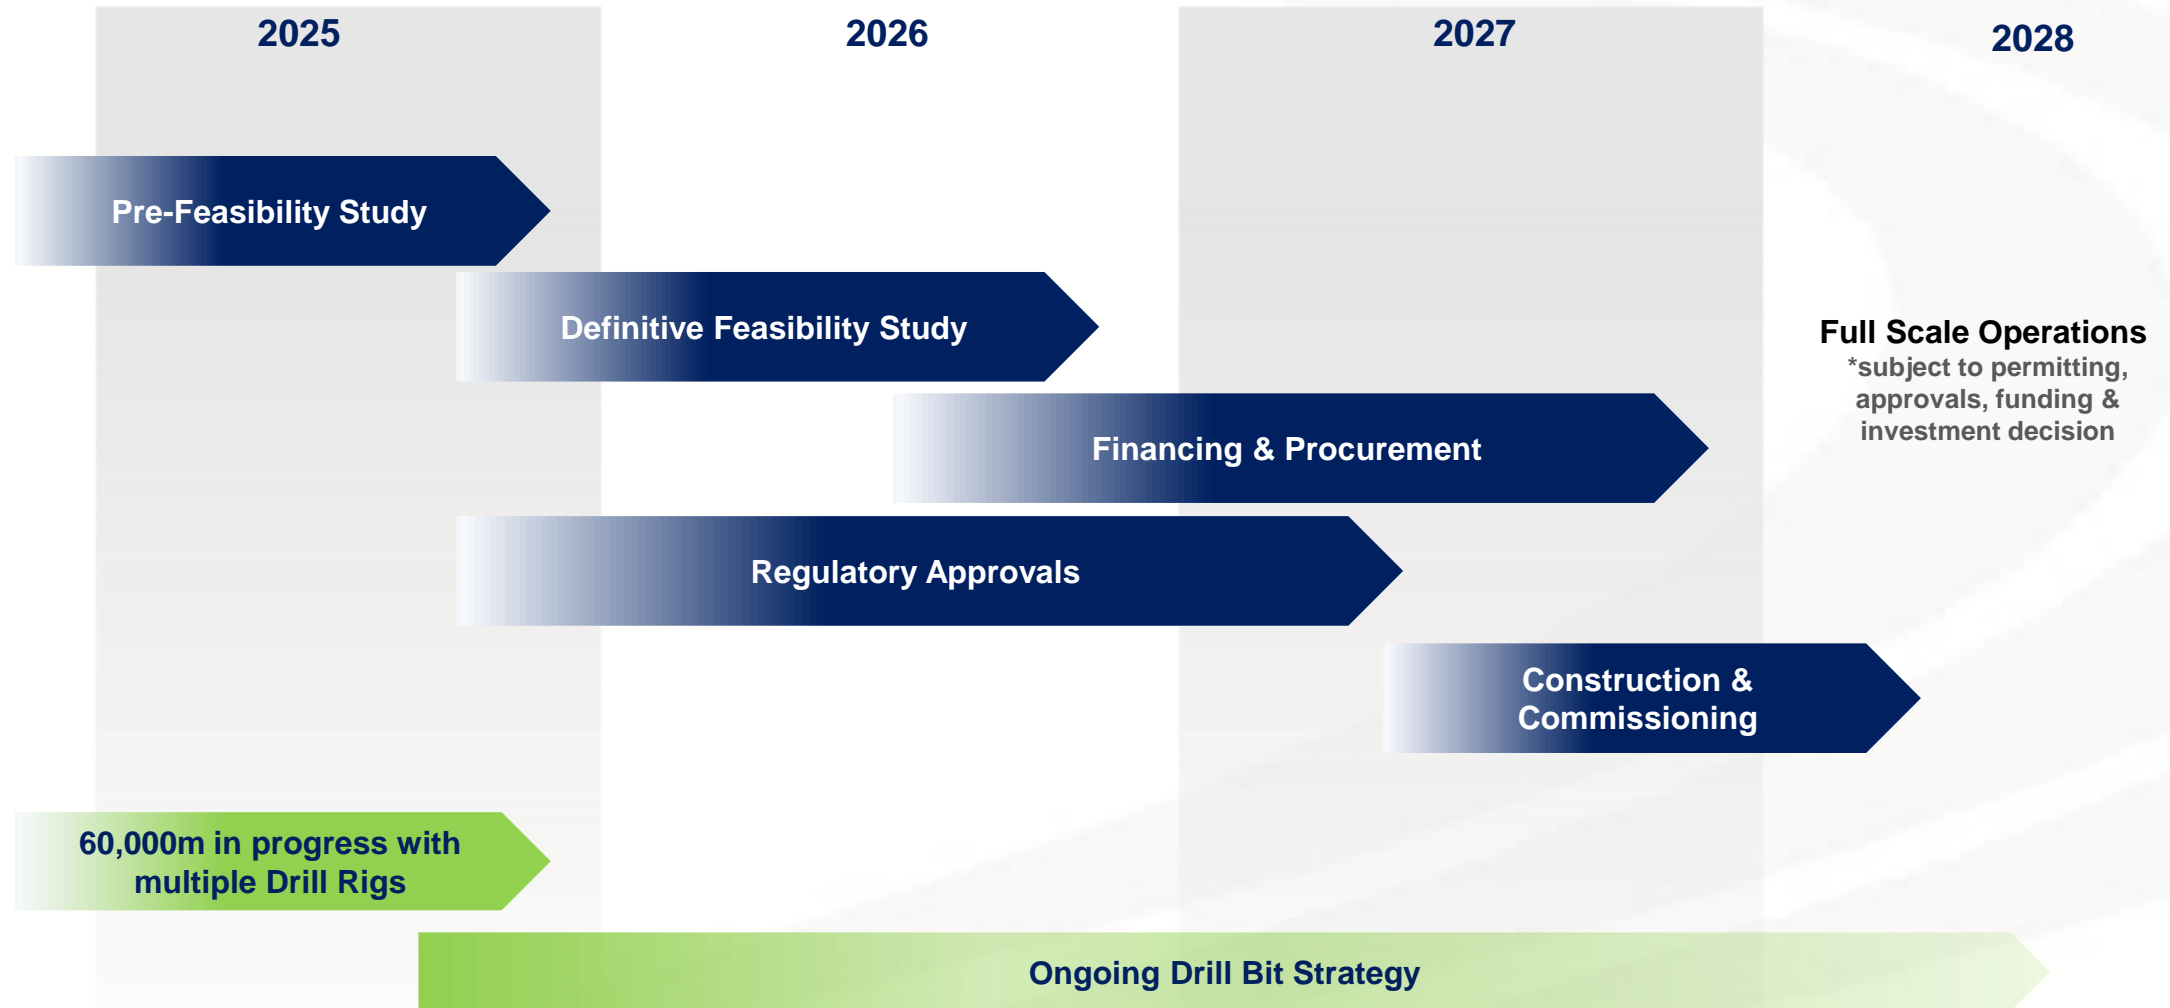 2025
2026
2027
2028
Pre-Feasibility Study
Definitive Feasibility Study
Full Scale Operations
*subject to permitting,
approvals, funding &
investment decision
Financing & Procurement
Regulatory Approvals
Construction &
Commissioning
60,000m in progress with
multiple Drill Rigs
Ongoing Drill Bit Strategy